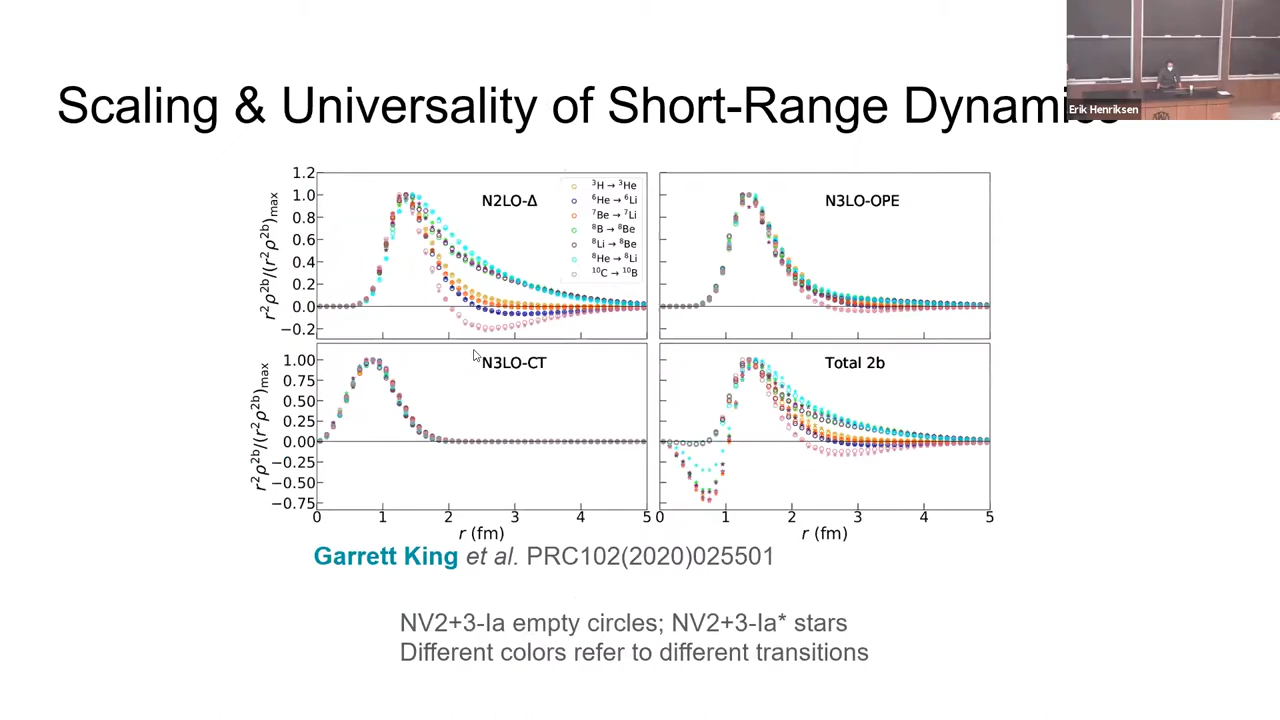 Scaling & Universality of Short-Range Dynamics
Erik Henriksen
r²ρ²ᵇ/(r²ρ²ᵇ)max
1.2
1.0
0.8
0.6
0.4
0.2
0.0
−0.2
N2LO-Δ
³H → ³He
⁶He → ⁶Li
⁷Be → ⁷Li
⁸B → ⁸Be
⁸Li → ⁸Be
⁸He → ⁸Li
¹⁰C → ¹⁰B
N3LO-OPE
r²ρ²ᵇ/(r²ρ²ᵇ)max
1.00
0.75
0.50
0.25
0.00
−0.25
−0.50
−0.75
N3LO-CT
Total 2b
0 1 2 3 4 5 0 1 2 3 4 5
r (fm) r (fm)
Garrett King et al. PRC102(2020)025501
NV2+3-Ia empty circles; NV2+3-Ia* stars
Different colors refer to different transitions